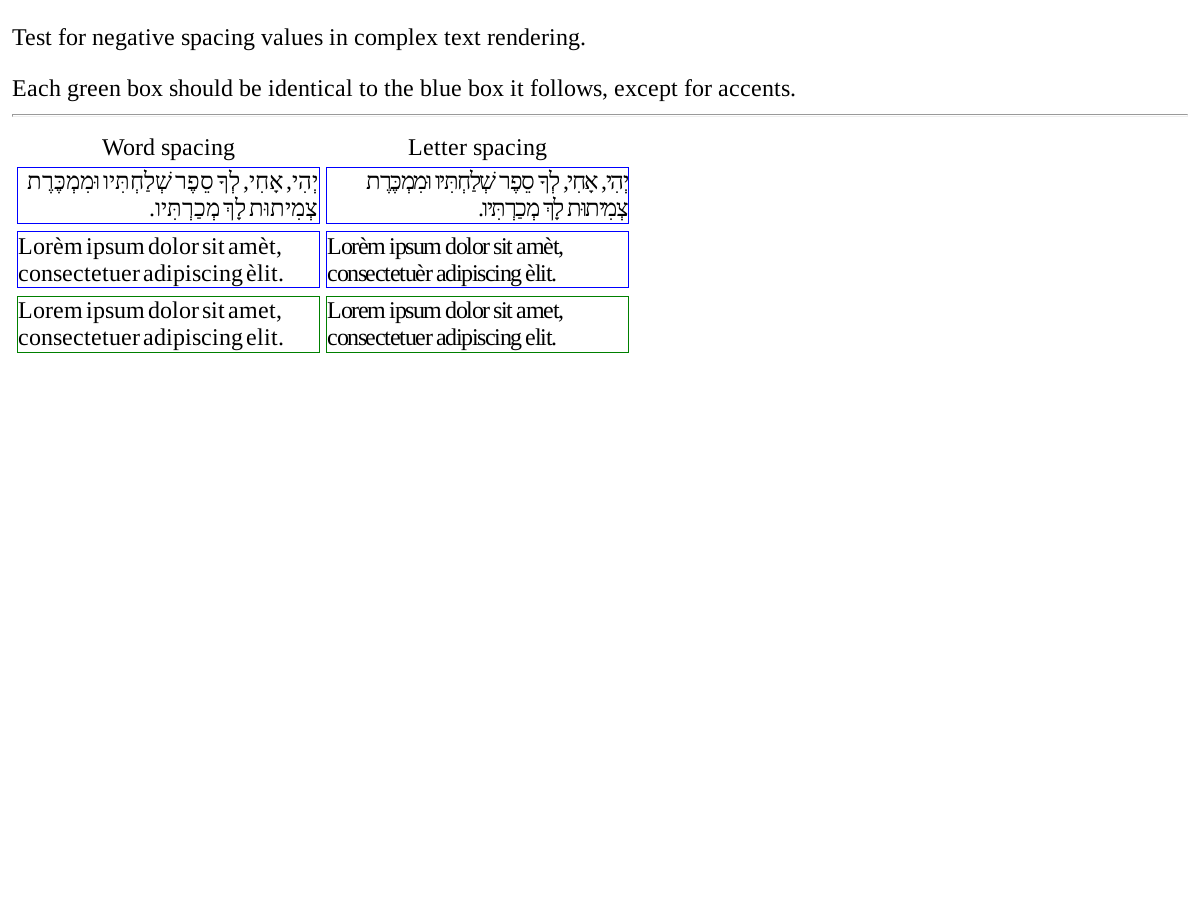 Test for negative spacing values in complex text rendering.
Each green box should be identical to the blue box it follows, except for accents.
Word spacing
Letter spacing
יְהִי, אָחִי, לְךָ סֵפֶר שְׁלַחְתִּיו וּמִמְכֶּרֶת
צְמִיתוּת לָךְ מְכַרְתִּיו.
יְהִי, אָחִי, לְךָ סֵפֶר שְׁלַחְתִּיו וּמִמְכֶּרֶת
צְמִיתוּת לָךְ מְכַרְתִּיו.
Lorèm ipsum dolor sit amèt,
consectetuer adipiscing èlit.
Lorèm ipsum dolor sit amèt,
consectetuèr adipiscing èlit.
Lorem ipsum dolor sit amet,
consectetuer adipiscing elit.
Lorem ipsum dolor sit amet,
consectetuer adipiscing elit.